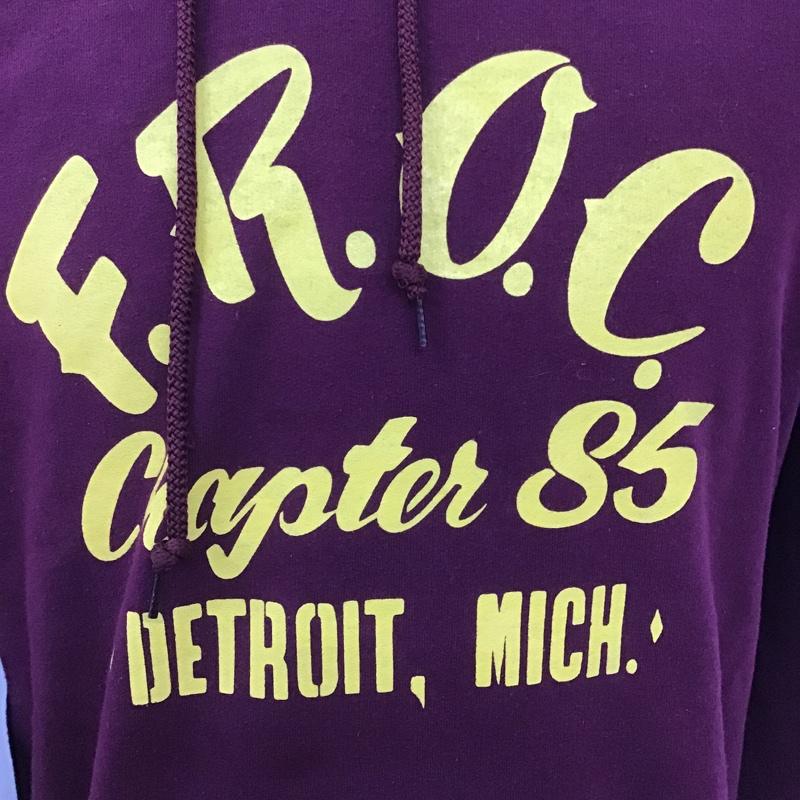 F.R.O.C.
Chapter 85
DETROIT, MICH.